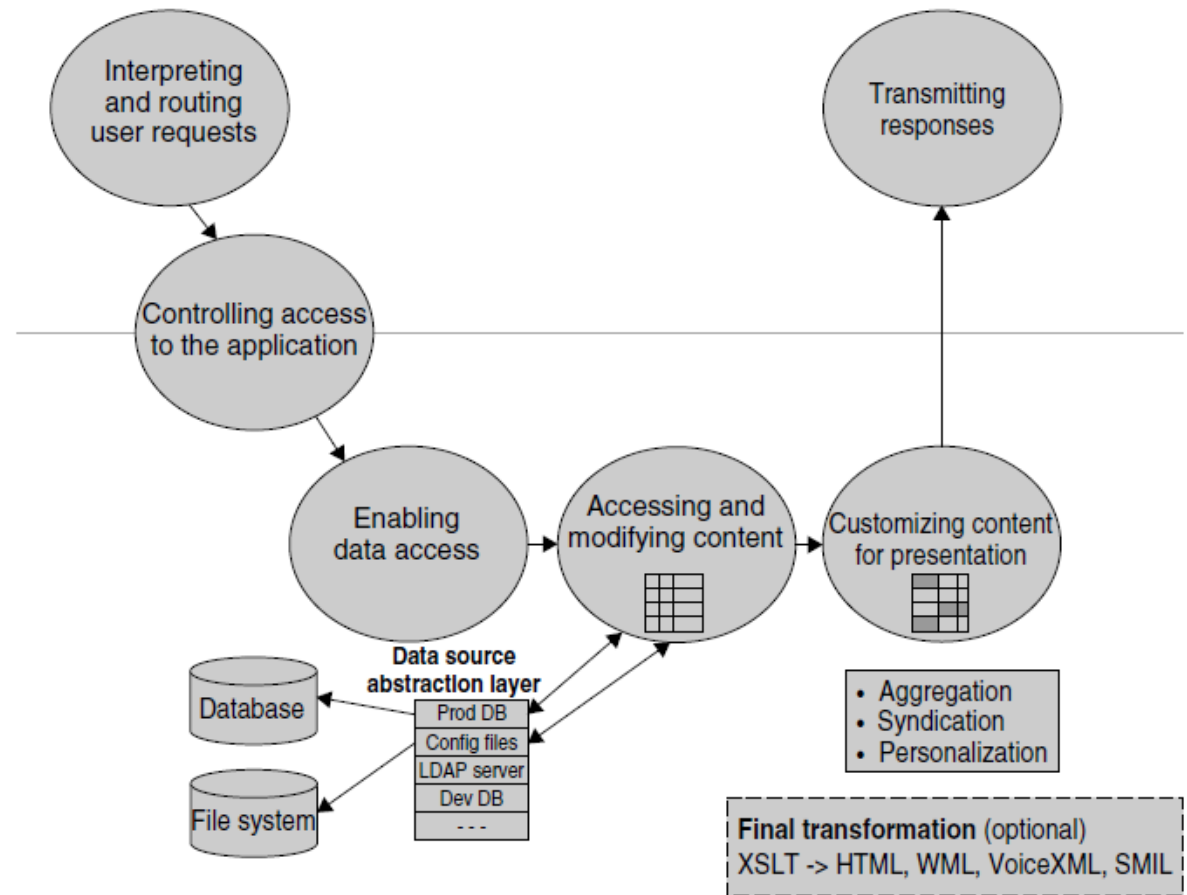 Interpreting
and routing
user requests
Transmitting
responses
Controlling access
to the application
Enabling
data access
Accessing and
modifying content
Customizing content
for presentation
Data source
abstraction layer
Prod DB
Config files
LDAP server
Dev DB
- - -
Database
File system
• Aggregation
• Syndication
• Personalization
Final transformation (optional)
XSLT -> HTML, WML, VoiceXML, SMIL